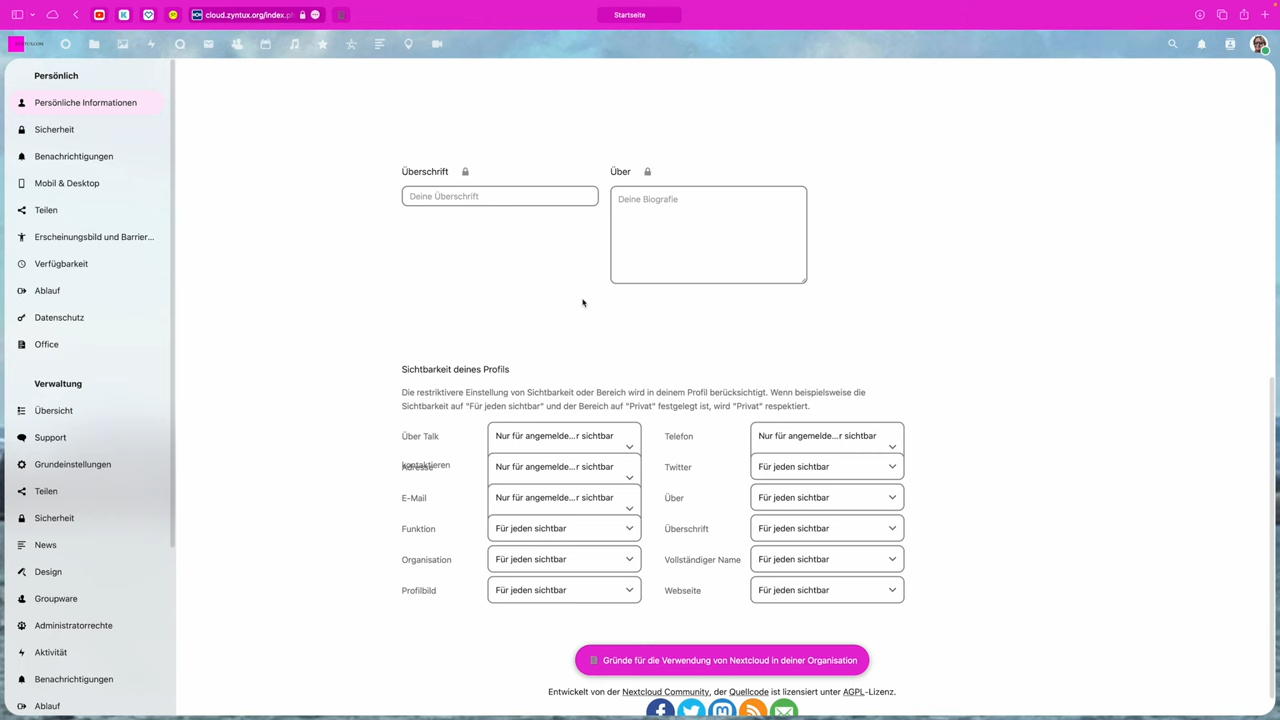 cloud.zyntux.org/index.p
Startseite
Persönlich
Persönliche Informationen
Sicherheit
Benachrichtigungen
Mobil & Desktop
Teilen
Erscheinungsbild und Barrier...
Verfügbarkeit
Ablauf
Datenschutz
Office
Verwaltung
Übersicht
Support
Grundeinstellungen
Teilen
Sicherheit
News
Design
Groupware
Administratorrechte
Aktivität
Benachrichtigungen
Ablauf
Überschrift
Deine Überschrift
Über
Deine Biografie
Sichtbarkeit deines Profils
Die restriktivere Einstellung von Sichtbarkeit oder Bereich wird in deinem Profil berücksichtigt. Wenn beispielsweise die
Sichtbarkeit auf "Für jeden sichtbar" und der Bereich auf "Privat" festgelegt ist, wird "Privat" respektiert.
Über Talk kontaktieren
Nur für angemelde...r sichtbar
Telefon
Nur für angemelde...r sichtbar
Adresse
Nur für angemelde...r sichtbar
Twitter
Für jeden sichtbar
E-Mail
Nur für angemelde...r sichtbar
Über
Für jeden sichtbar
Funktion
Für jeden sichtbar
Überschrift
Für jeden sichtbar
Organisation
Für jeden sichtbar
Vollständiger Name
Für jeden sichtbar
Profilbild
Für jeden sichtbar
Webseite
Für jeden sichtbar
Gründe für die Verwendung von Nextcloud in deiner Organisation
Entwickelt von der Nextcloud Community, der Quellcode ist lizensiert unter AGPL-Lizenz.